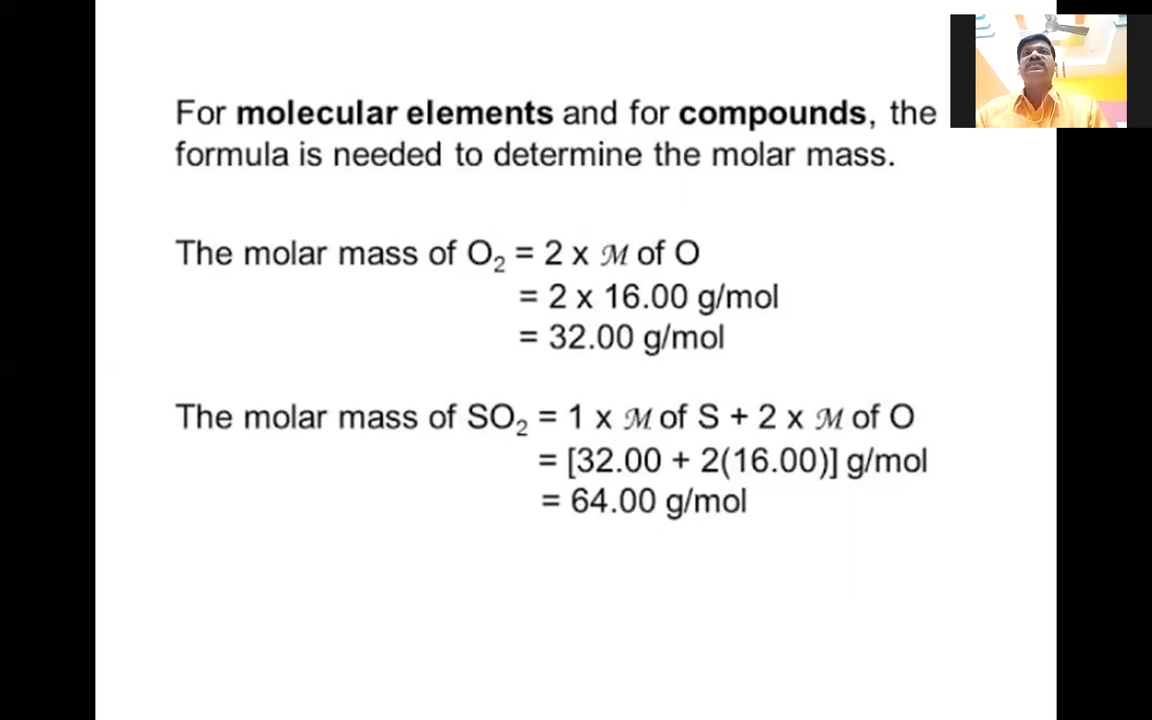 For molecular elements and for compounds, the
formula is needed to determine the molar mass.
The molar mass of O₂ = 2 x ℳ of O
= 2 x 16.00 g/mol
= 32.00 g/mol
The molar mass of SO₂ = 1 x ℳ of S + 2 x ℳ of O
= [32.00 + 2(16.00)] g/mol
= 64.00 g/mol